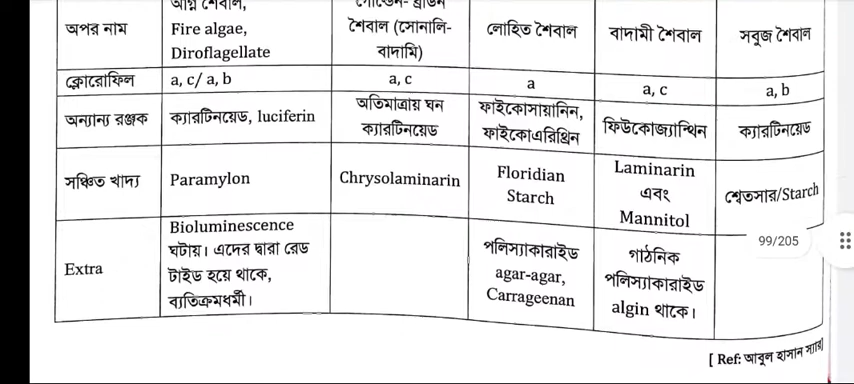 অগ্নি শৈবাল,
Fire algae,
Diroflagellate
গোল্ডেন- ব্রাউন
শৈবাল (সোনালি-
বাদামি)
অপর নাম
লোহিত শৈবাল
বাদামী শৈবাল
সবুজ শৈবাল
ক্লোরোফিল
a, c/ a, b
a, c
a
a, c
a, b
অন্যান্য রঞ্জক
ক্যারটিনয়েড, luciferin
অতিমাত্রায় ঘন
ক্যারটিনয়েড
ফাইকোসায়ানিন,
ফাইকোএরিথ্রিন
ফিউকোজ্যান্থিন
ক্যারটিনয়েড
সঞ্চিত খাদ্য
Paramylon
Chrysolaminarin
Floridian
Starch
Laminarin
এবং
Mannitol
শ্বেতসার/Starch
99/205
Extra
Bioluminescence
ঘটায়। এদের দ্বারা রেড
টাইড হয়ে থাকে,
ব্যতিক্রমধর্মী।
পলিস্যাকারাইড
agar-agar,
Carrageenan
গাঠনিক
পলিস্যাকারাইড
algin থাকে।
[ Ref: আবুল হাসান স্যার]